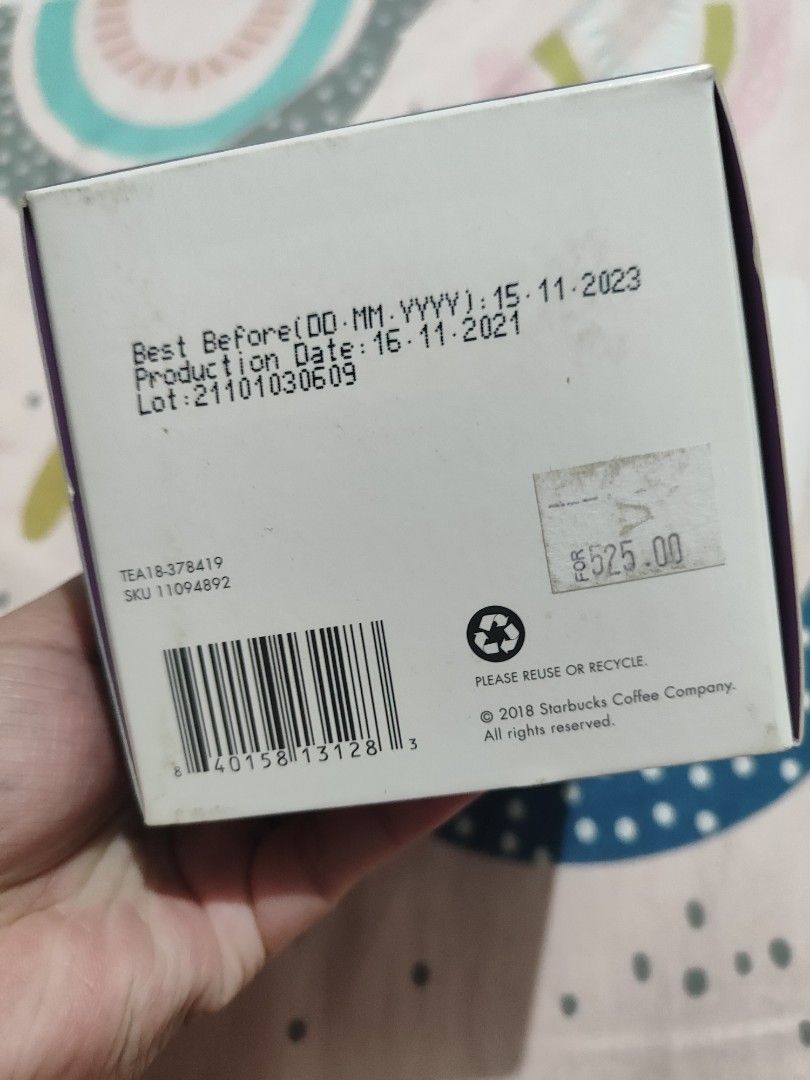 Best Before(DD.MM.YYYY):15.11.2023
Production Date:16.11.2021
Lot:21101030609
FOR 525.00
TEA18-378419
SKU 11094892
8 40158 13128 3
PLEASE REUSE OR RECYCLE.
© 2018 Starbucks Coffee Company.
All rights reserved.